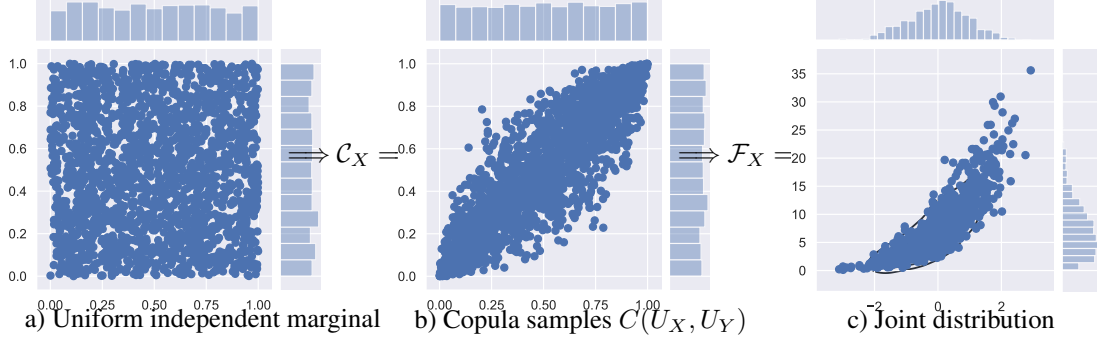 1.0
0.8
0.6
0.4
0.2
0.0
0.00 0.25 0.50 0.75 1.00
⟹ 𝒞_X =
1.0
0.8
0.6
0.4
0.2
0.0
0.00 0.25 0.50 0.75 1.00
⟹ ℱ_X =
35
30
25
20
15
10
5
0
−2 0 2
a) Uniform independent marginal
b) Copula samples C(U_X, U_Y)
c) Joint distribution